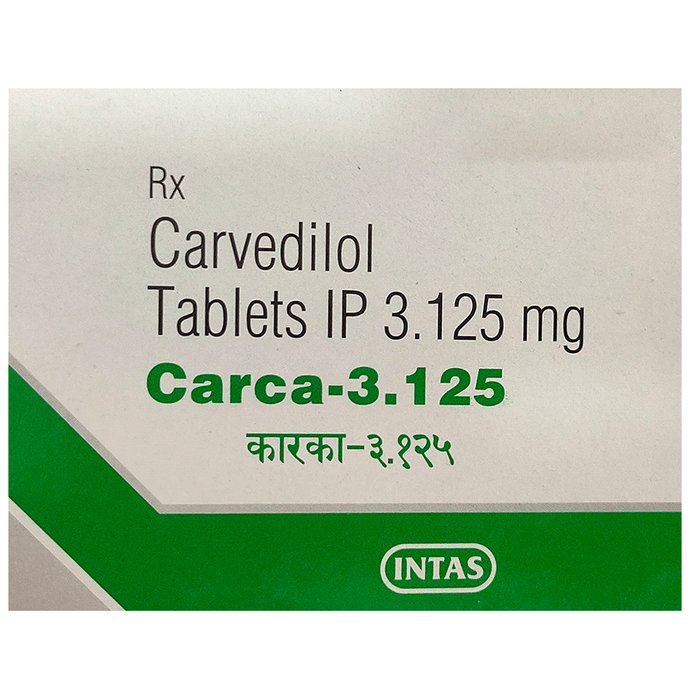 Rx
Carvedilol
Tablets IP 3.125 mg
Carca-3.125
कारका-३.१२५
INTAS